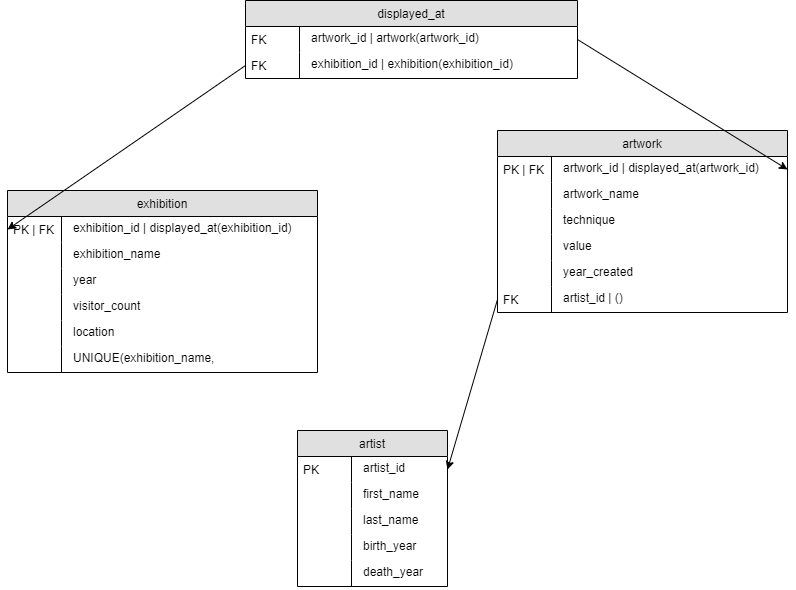 displayed_at
FK artwork_id | artwork(artwork_id)
FK exhibition_id | exhibition(exhibition_id)
artwork
PK | FK artwork_id | displayed_at(artwork_id)
artwork_name
technique
value
year_created
FK artist_id | ()
exhibition
PK | FK exhibition_id | displayed_at(exhibition_id)
exhibition_name
year
visitor_count
location
UNIQUE(exhibition_name,
artist
PK artist_id
first_name
last_name
birth_year
death_year